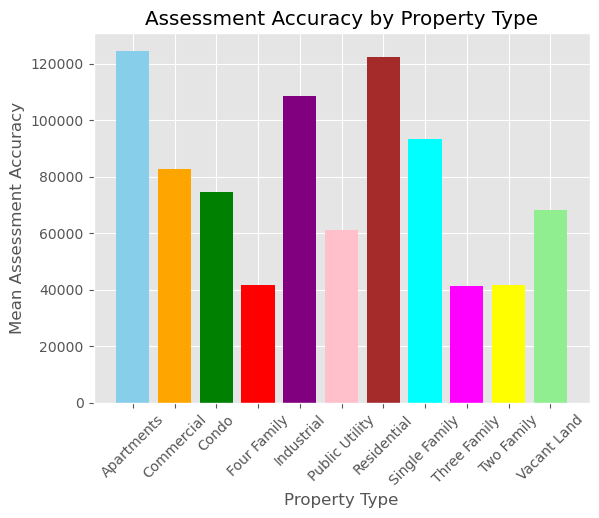 Assessment Accuracy by Property Type
Mean Assessment Accuracy
120000
100000
80000
60000
40000
20000
0
Apartments
Commercial
Condo
Four Family
Industrial
Public Utility
Residential
Single Family
Three Family
Two Family
Vacant Land
Property Type